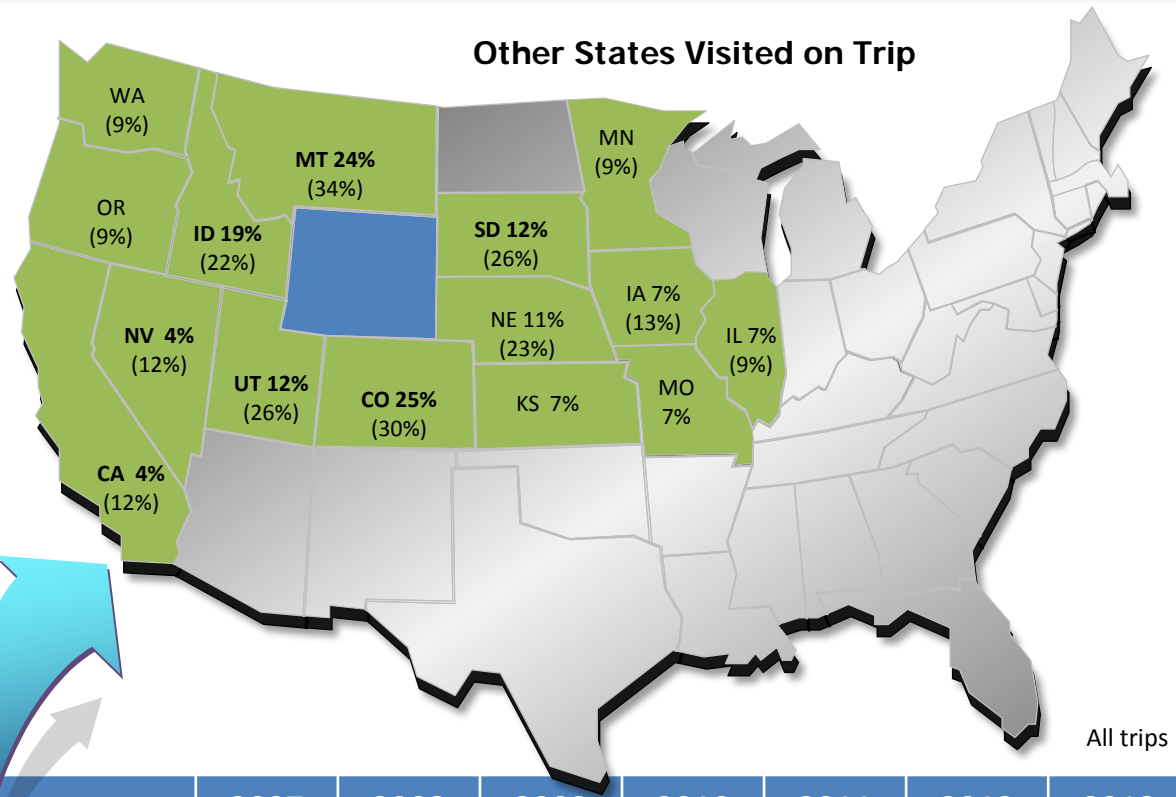 Other States Visited on Trip
WA
(9%)
MT 24%
(34%)
MN
(9%)
OR
(9%)
ID 19%
(22%)
SD 12%
(26%)
IA 7%
(13%)
NE 11%
(23%)
NV 4%
(12%)
IL 7%
(9%)
UT 12%
(26%)
CO 25%
(30%)
KS 7%
MO
7%
CA 4%
(12%)
All trips